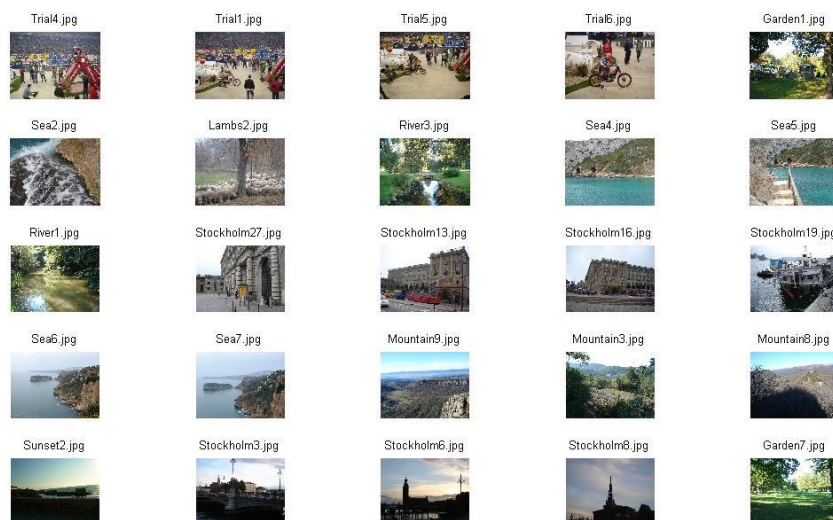 Trial4.jpg Trial1.jpg Trial5.jpg Trial6.jpg Garden1.jpg
Sea2.jpg Lambs2.jpg River3.jpg Sea4.jpg Sea5.jpg
River1.jpg Stockholm27.jpg Stockholm13.jpg Stockholm16.jpg Stockholm19.jpg
Sea6.jpg Sea7.jpg Mountain9.jpg Mountain3.jpg Mountain8.jpg
Sunset2.jpg Stockholm3.jpg Stockholm6.jpg Stockholm8.jpg Garden7.jpg